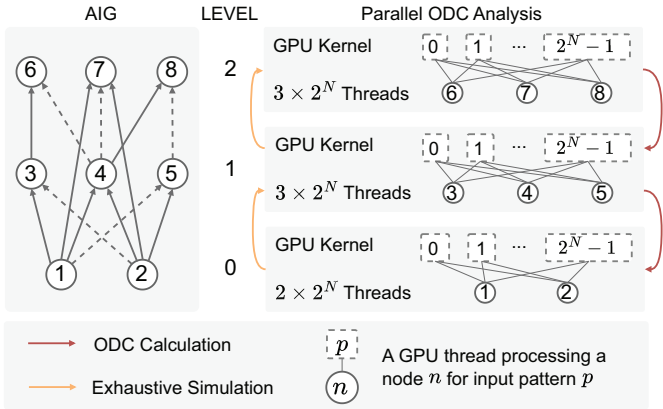 AIG LEVEL Parallel ODC Analysis
6 7 8
3 4 5
1 2
2
1
0
GPU Kernel 0 1 ... 2^N − 1
3 × 2^N Threads 6 7 8
GPU Kernel 0 1 ... 2^N − 1
3 × 2^N Threads 3 4 5
GPU Kernel 0 1 ... 2^N − 1
2 × 2^N Threads 1 2
ODC Calculation
Exhaustive Simulation
p
n
A GPU thread processing a
node n for input pattern p